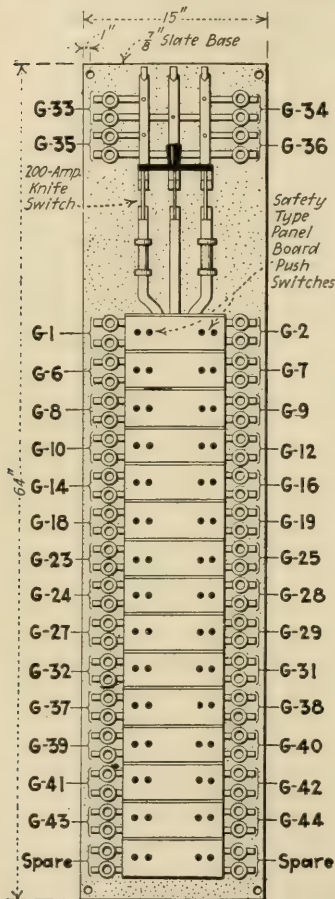 15"
1"
7/8" Slate Base
G-33 G-34
G-35 G-36
200-Amp.
Knife
Switch
Safety
Type
Panel
Board
Push
Switches
G-1 G-2
G-6 G-7
G-8 G-9
G-10 G-12
G-14 G-16
64"
G-18 G-19
G-23 G-25
G-24 G-28
G-27 G-29
G-32 G-31
G-37 G-38
G-39 G-40
G-41 G-42
G-43 G-44
Spare Spare